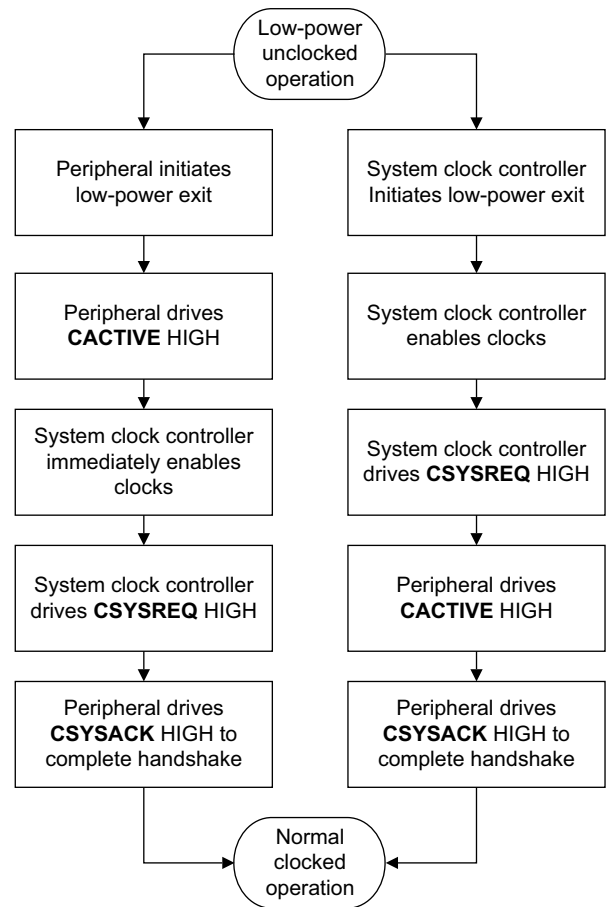 Low-power
unclocked
operation
Peripheral initiates
low-power exit
System clock controller
Initiates low-power exit
Peripheral drives
CACTIVE HIGH
System clock controller
enables clocks
System clock controller
immediately enables
clocks
System clock controller
drives CSYSREQ HIGH
System clock controller
drives CSYSREQ HIGH
Peripheral drives
CACTIVE HIGH
Peripheral drives
CSYSACK HIGH to
complete handshake
Peripheral drives
CSYSACK HIGH to
complete handshake
Normal
clocked
operation